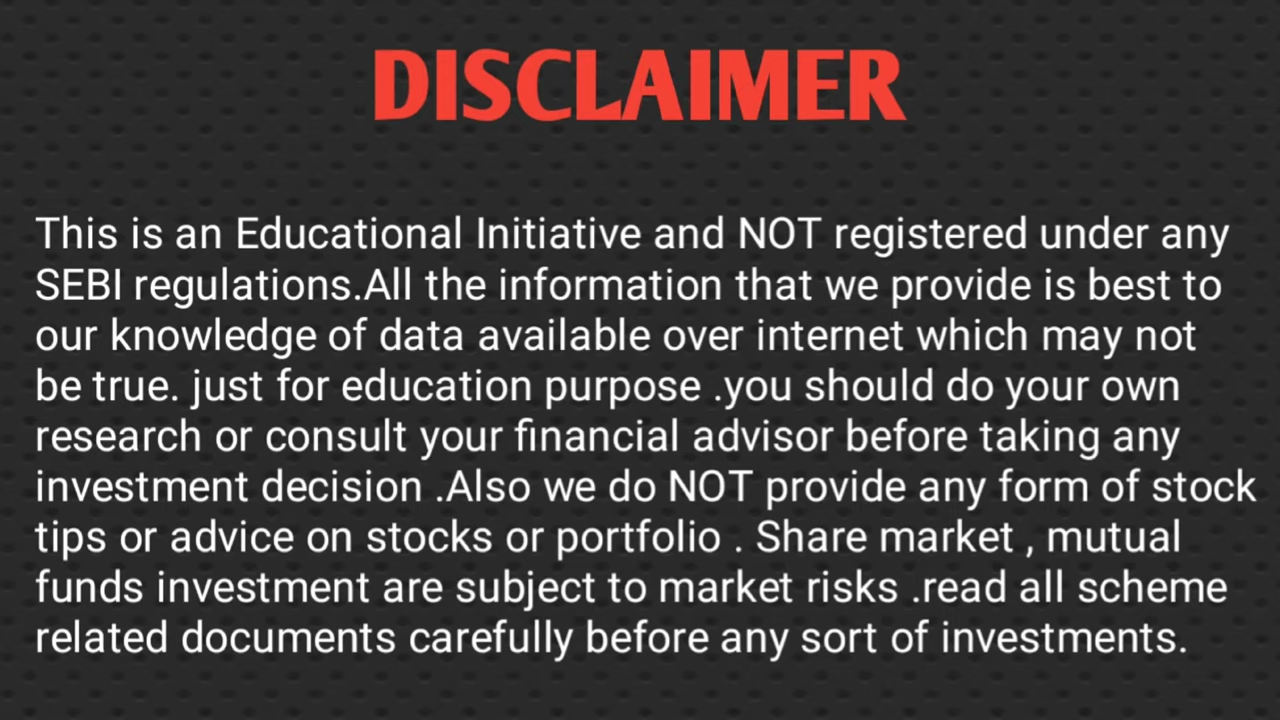 DISCLAIMER
This is an Educational Initiative and NOT registered under any
SEBI regulations.All the information that we provide is best to
our knowledge of data available over internet which may not
be true. just for education purpose .you should do your own
research or consult your financial advisor before taking any
investment decision .Also we do NOT provide any form of stock
tips or advice on stocks or portfolio . Share market , mutual
funds investment are subject to market risks .read all scheme
related documents carefully before any sort of investments.